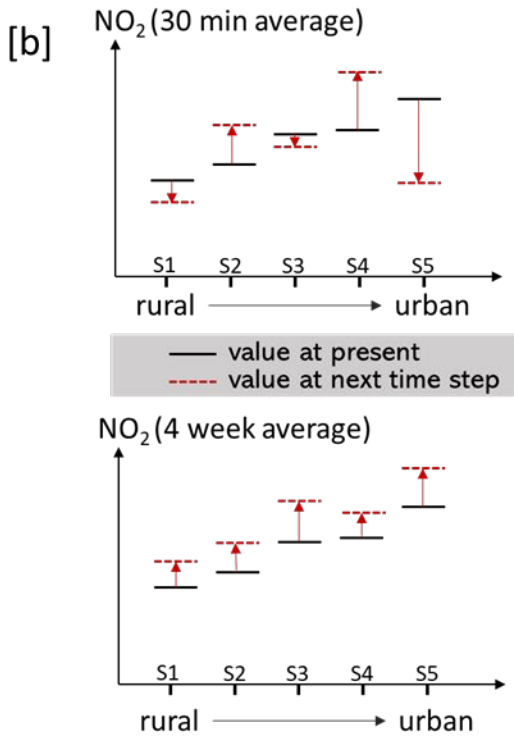 [b]
NO₂ (30 min average)
S1 S2 S3 S4 S5
rural urban
value at present
value at next time step
NO₂ (4 week average)
S1 S2 S3 S4 S5
rural urban